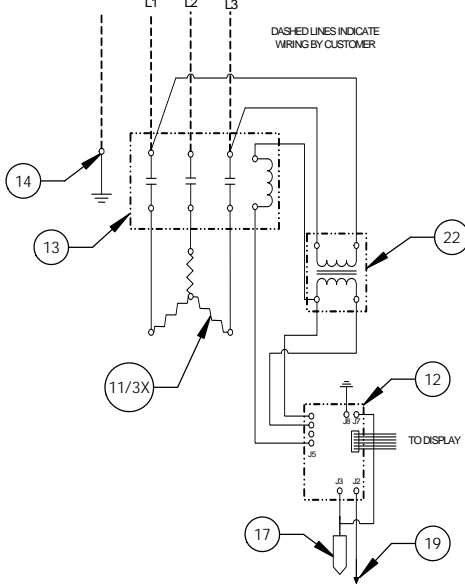 L1 L2 L3
DASHED LINES INDICATE
WIRING BY CUSTOMER
14
13
22
11/3X
12
J8 J7
TO DISPLAY
J5
J3 J2
17
19